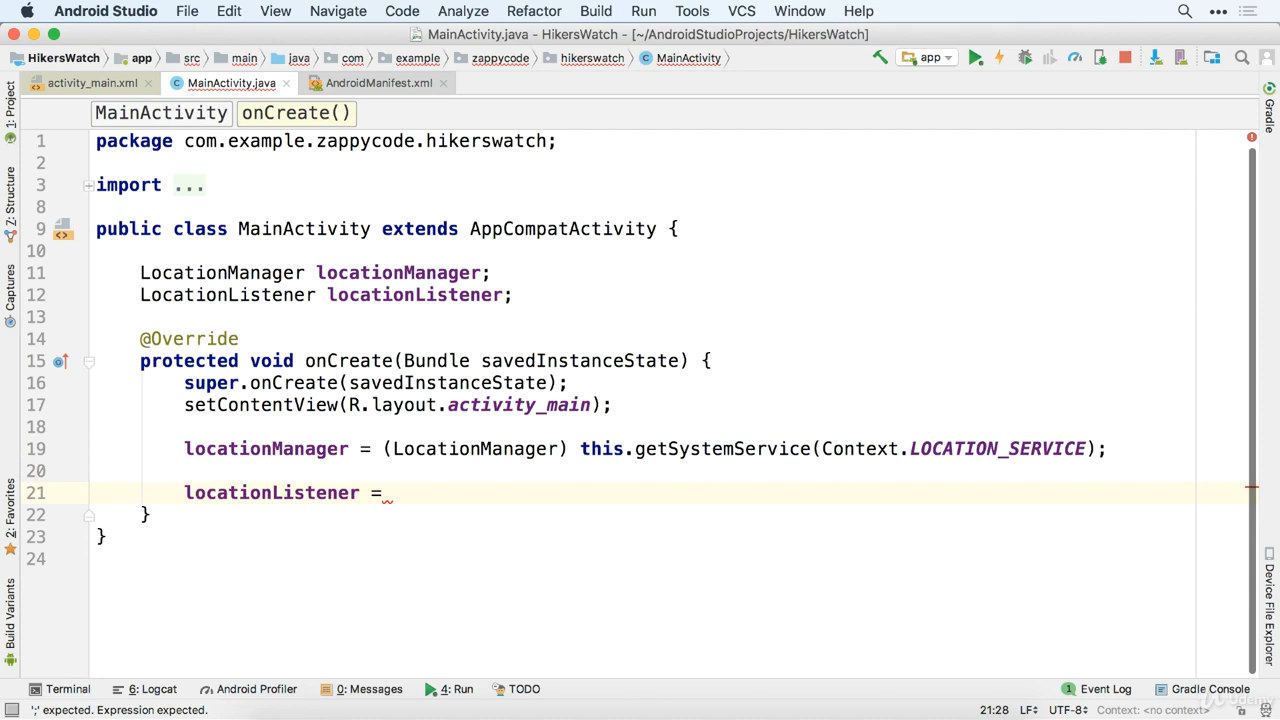 Android Studio File Edit View Navigate Code Analyze Refactor Build Run Tools VCS Window Help
MainActivity.java - HikersWatch - [~/AndroidStudioProjects/HikersWatch]
HikersWatch app src main java com example zappycode hikerswatch MainActivity app
activity_main.xml MainActivity.java AndroidManifest.xml
MainActivity onCreate()
1 package com.example.zappycode.hikerswatch;
2
3 import ...
8
9 public class MainActivity extends AppCompatActivity {
10
11 LocationManager locationManager;
12 LocationListener locationListener;
13
14 @Override
15 protected void onCreate(Bundle savedInstanceState) {
16 super.onCreate(savedInstanceState);
17 setContentView(R.layout.activity_main);
18
19 locationManager = (LocationManager) this.getSystemService(Context.LOCATION_SERVICE);
20
21 locationListener =
22 }
23 }
24
1: Project
7: Structure
Captures
2: Favorites
Build Variants
Gradle
Device File Explorer
Terminal 6: Logcat Android Profiler 0: Messages 4: Run TODO 1 Event Log Gradle Console
';' expected. Expression expected. 21:28 LF UTF-8 Context: <no context>
Udemy